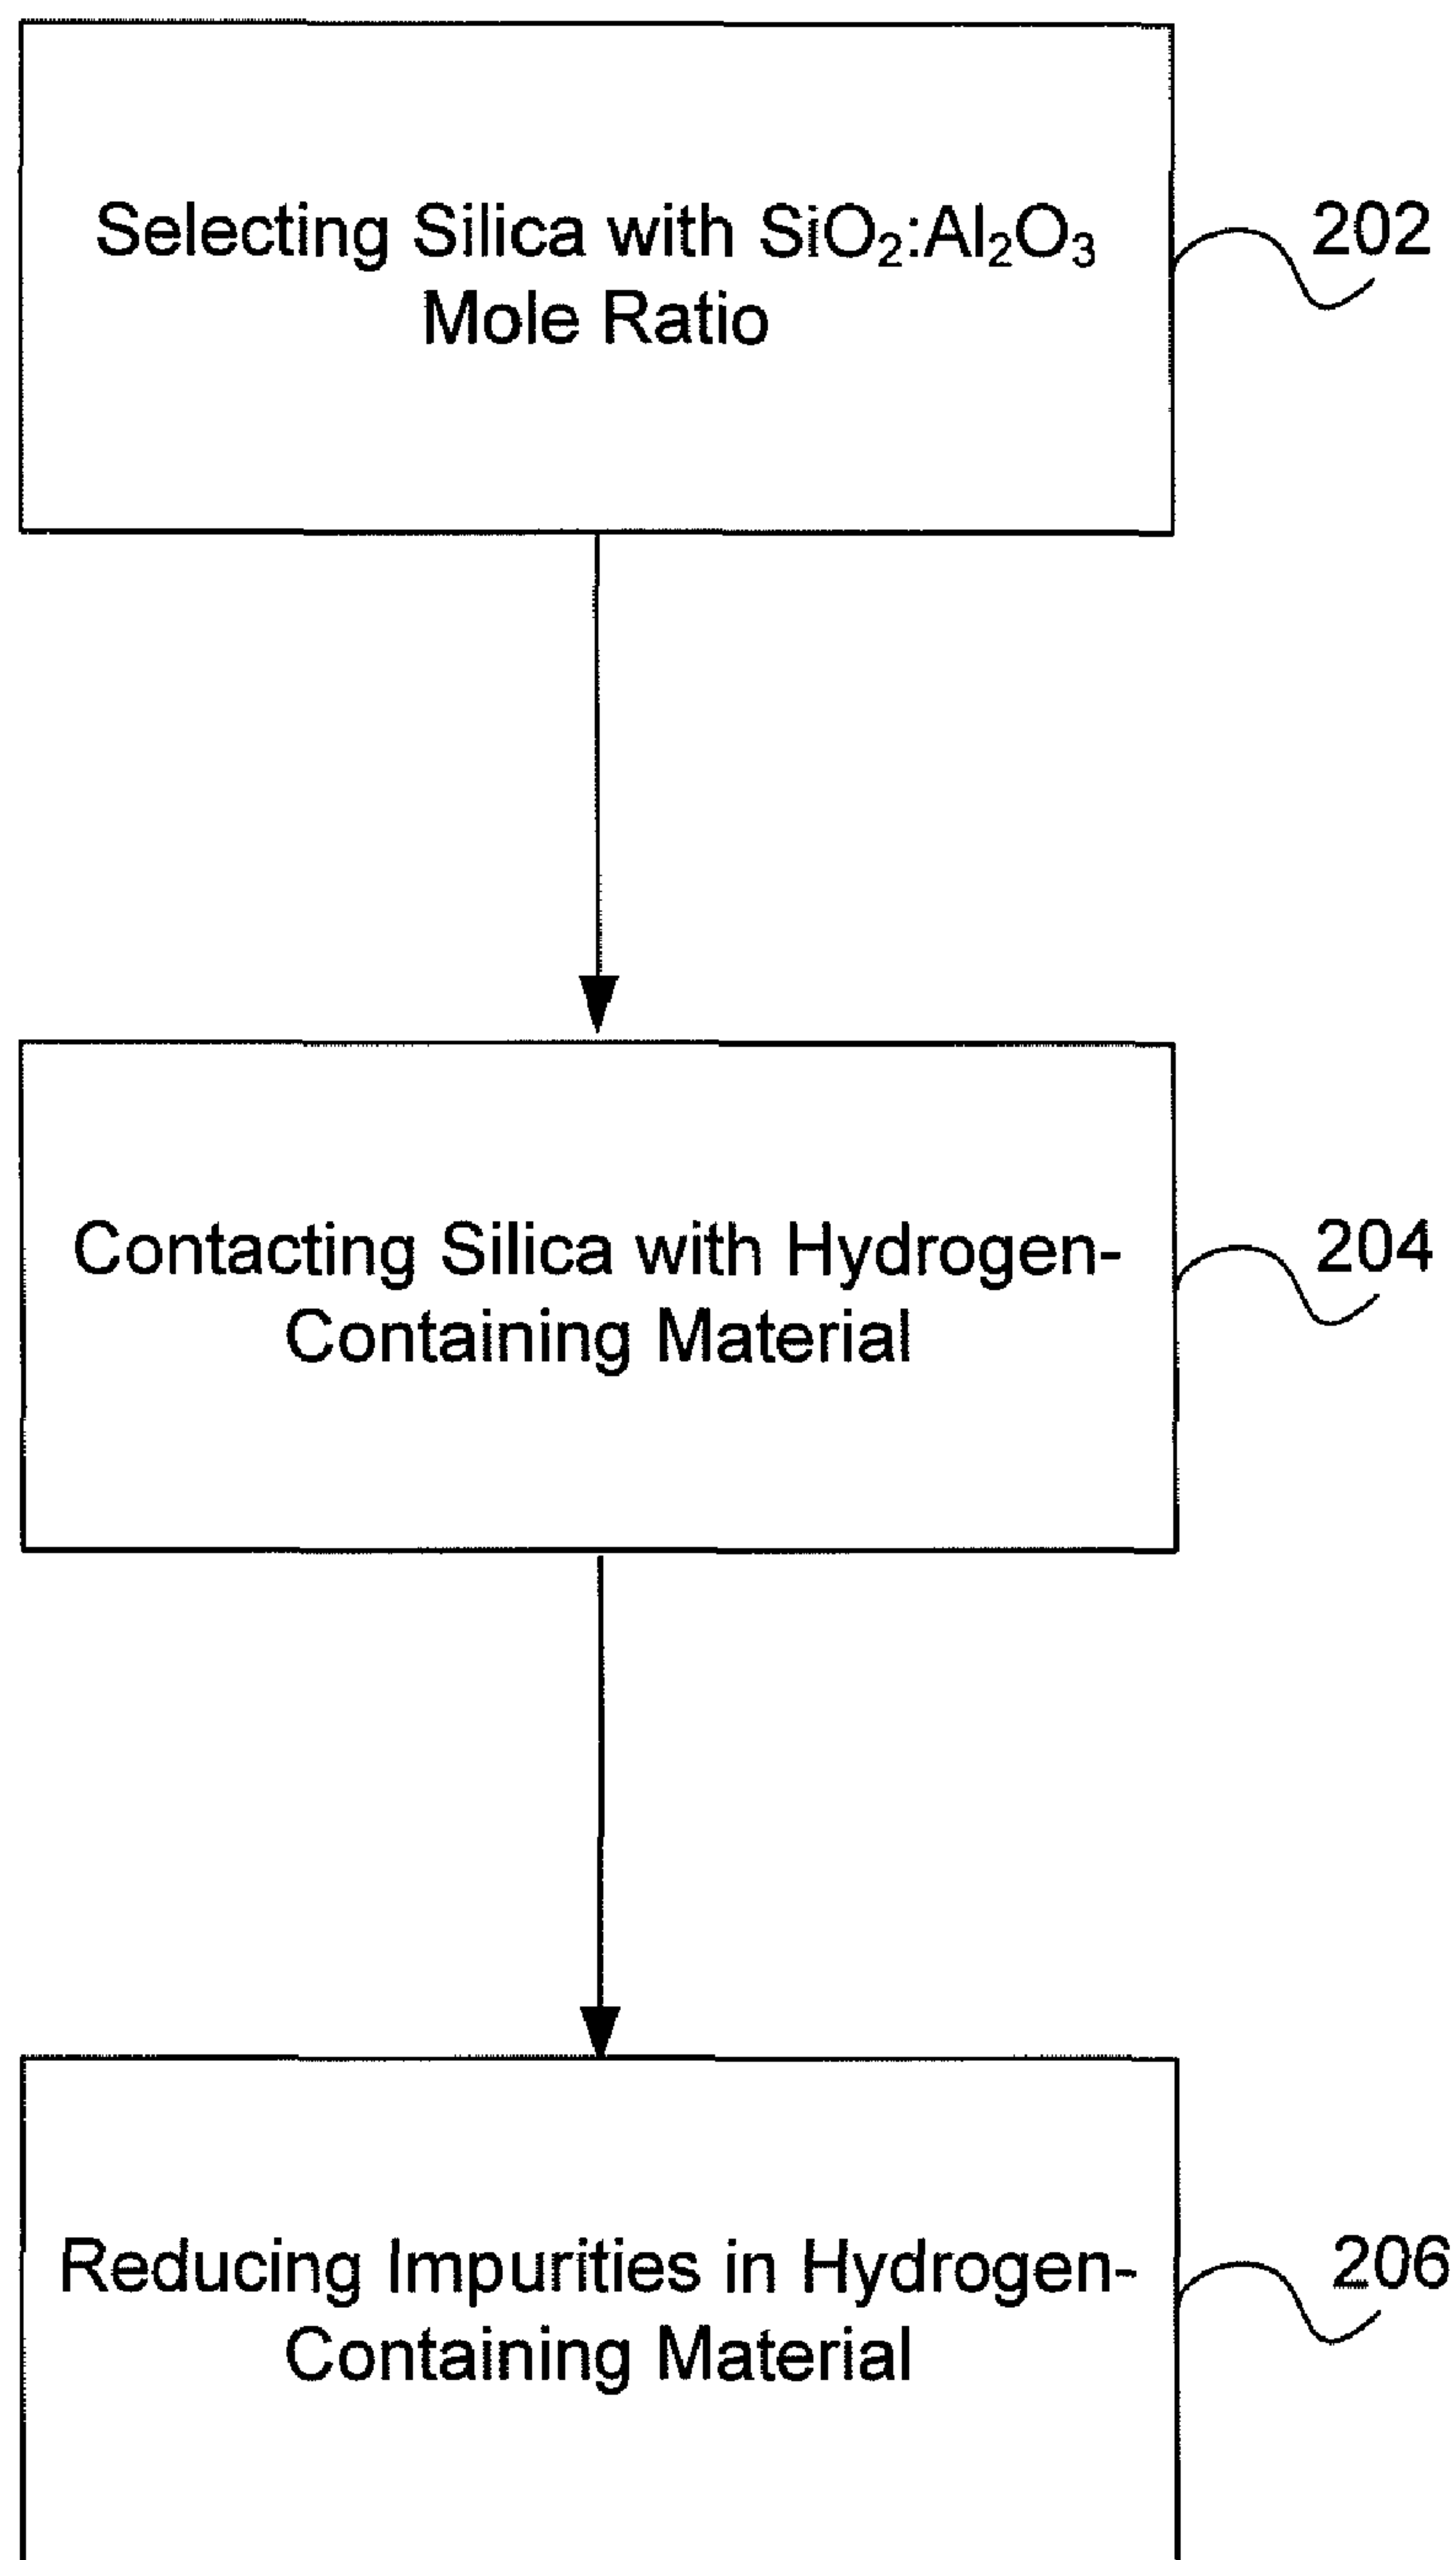 Selecting Silica with SiO₂:Al₂O₃
Mole Ratio
202
Contacting Silica with Hydrogen-
Containing Material
204
Reducing Impurities in Hydrogen-
Containing Material
206